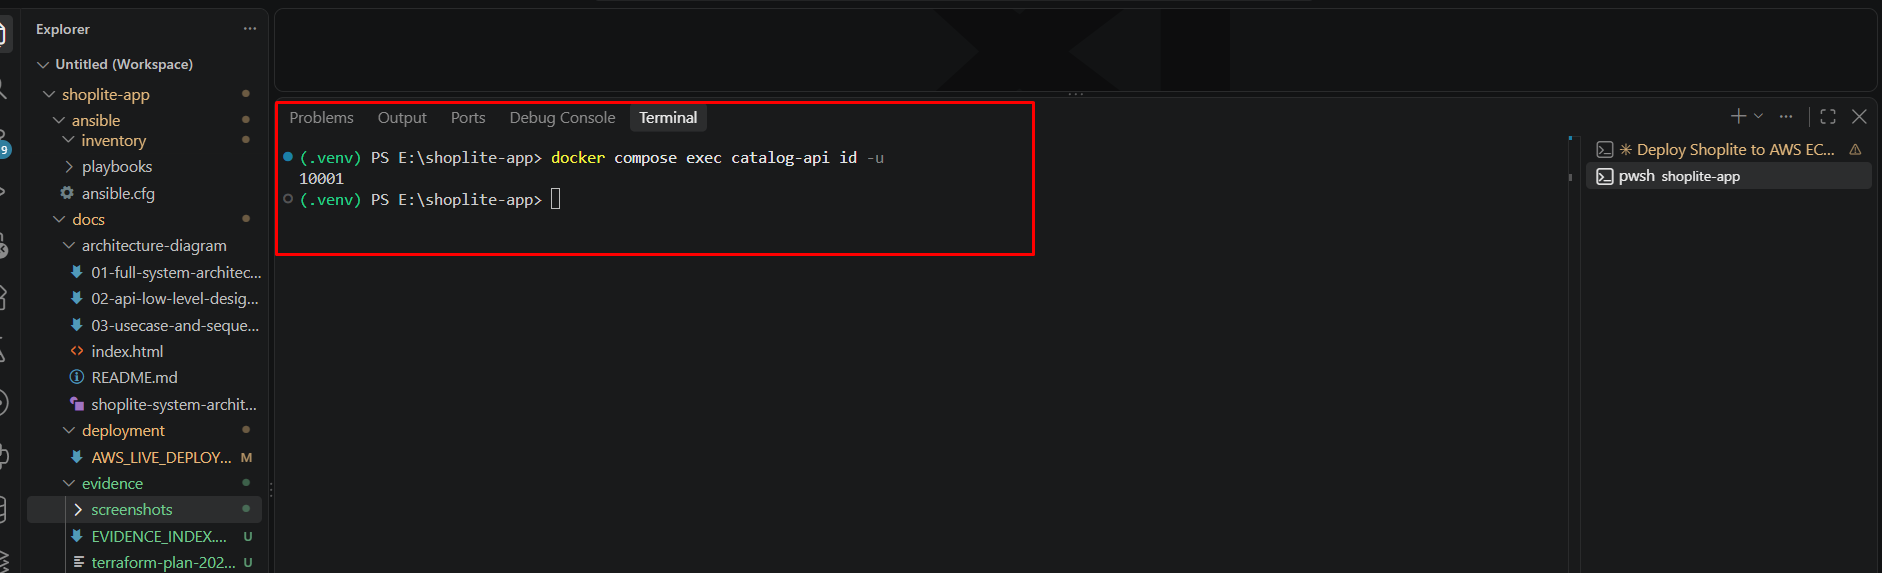 Explorer
Untitled (Workspace)
shoplite-app
ansible
inventory
playbooks
ansible.cfg
docs
architecture-diagram
01-full-system-architec...
02-api-low-level-desig...
03-usecase-and-seque...
index.html
README.md
shoplite-system-archit...
deployment
AWS_LIVE_DEPLOY... M
evidence
screenshots
EVIDENCE_INDEX.... U
terraform-plan-202... U
9
Problems Output Ports Debug Console Terminal
(.venv) PS E:\shoplite-app> docker compose exec catalog-api id -u
10001
(.venv) PS E:\shoplite-app>
Deploy Shoplite to AWS EC...
pwsh shoplite-app